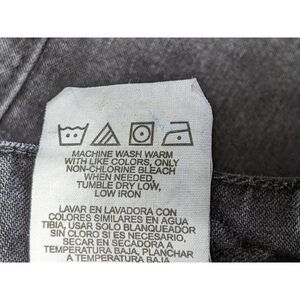 MACHINE WASH WARM
WITH LIKE COLORS, ONLY
NON-CHLORINE BLEACH
WHEN NEEDED,
TUMBLE DRY LOW,
LOW IRON
LAVAR EN LAVADORA CON
COLORES SIMILARES EN AGUA
TIBIA, USAR SOLO BLANQUEADOR
SIN CLORO SI ES NECESARIO,
SECAR EN SECADORA A
TEMPERATURA BAJA, PLANCHAR
A TEMPERATURA BAJA